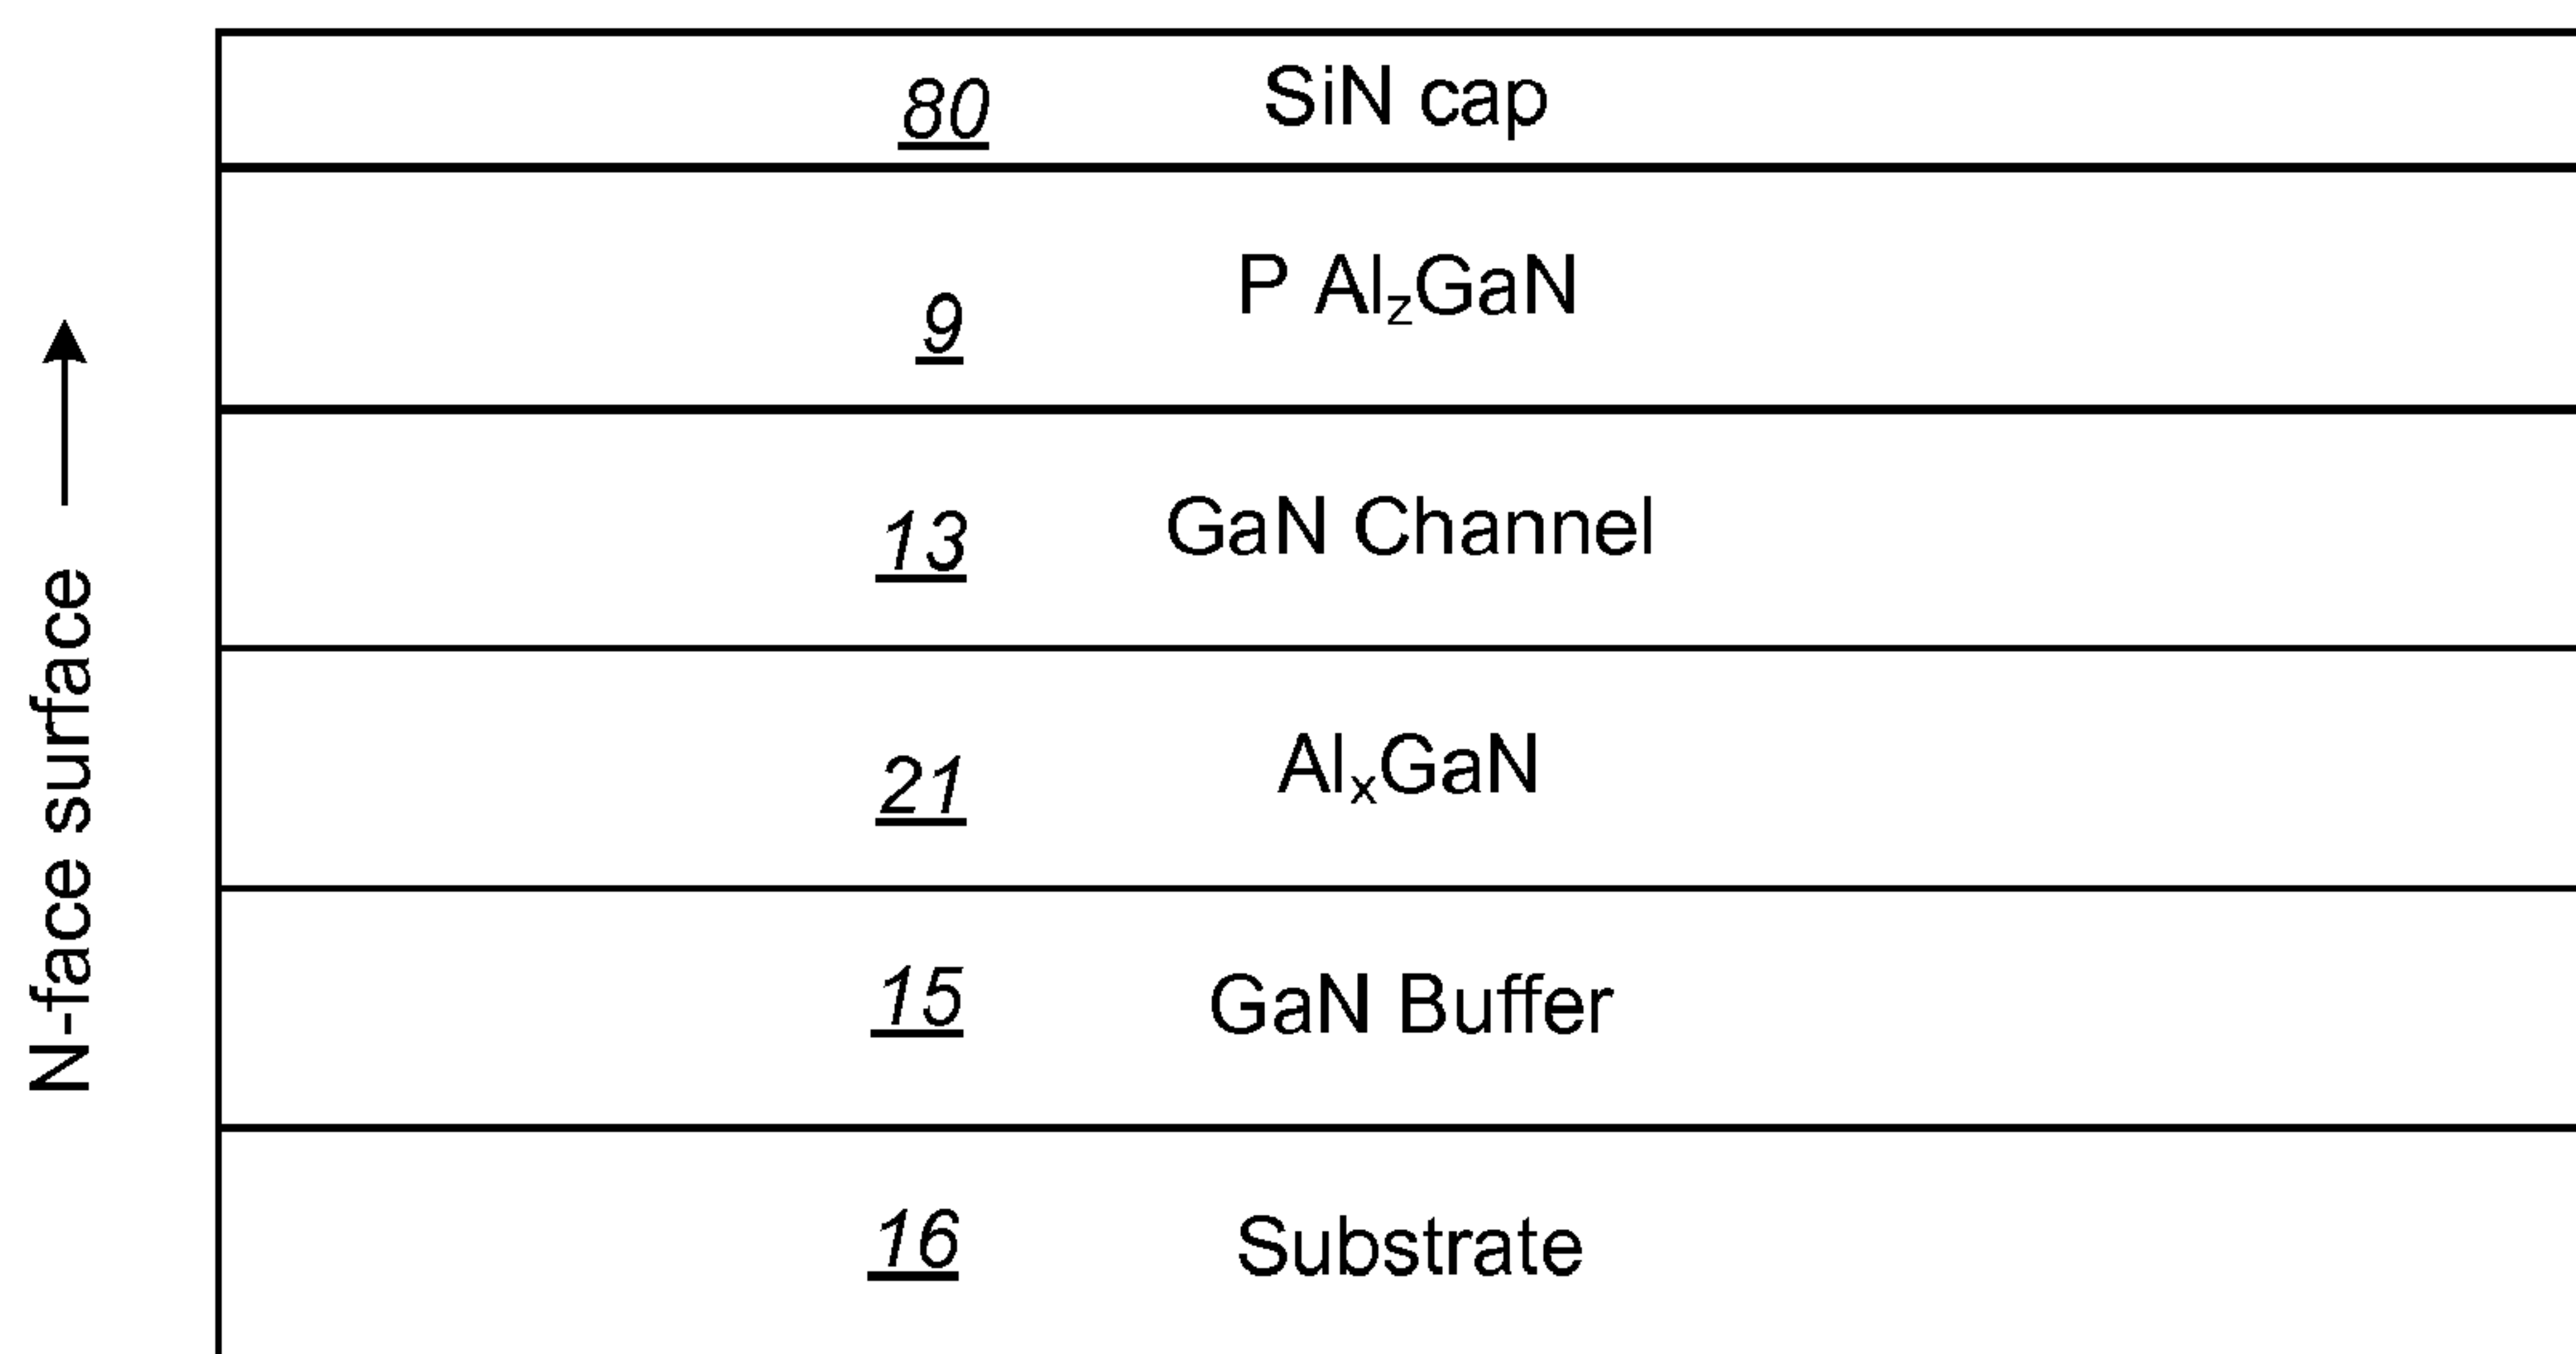 80 SiN cap
9 P AlzGaN
13 GaN Channel
21 AlxGaN
15 GaN Buffer
16 Substrate
N-face surface